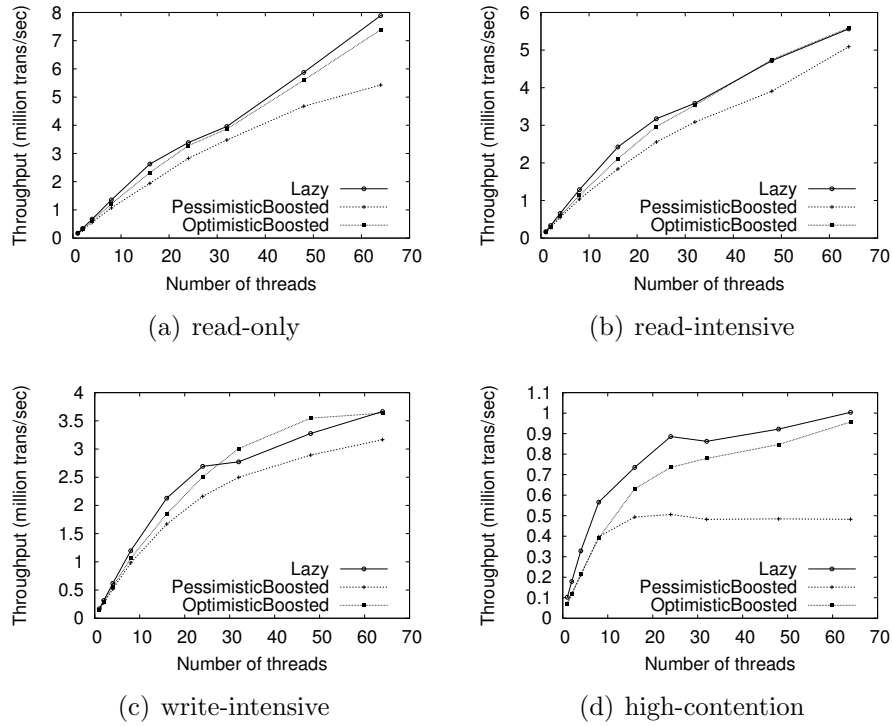 8
7
6
5
4
3
2
1
0
Throughput (million trans/sec)
Lazy
PessimisticBoosted
OptimisticBoosted
0 10 20 30 40 50 60 70
Number of threads
(a) read-only
6
5
4
3
2
1
0
Throughput (million trans/sec)
Lazy
PessimisticBoosted
OptimisticBoosted
0 10 20 30 40 50 60 70
Number of threads
(b) read-intensive
4
3.5
3
2.5
2
1.5
1
0.5
0
Throughput (million trans/sec)
Lazy
PessimisticBoosted
OptimisticBoosted
0 10 20 30 40 50 60 70
Number of threads
(c) write-intensive
1.1
1
0.9
0.8
0.7
0.6
0.5
0.4
0.3
0.2
0.1
0
Throughput (million trans/sec)
Lazy
PessimisticBoosted
OptimisticBoosted
0 10 20 30 40 50 60 70
Number of threads
(d) high-contention